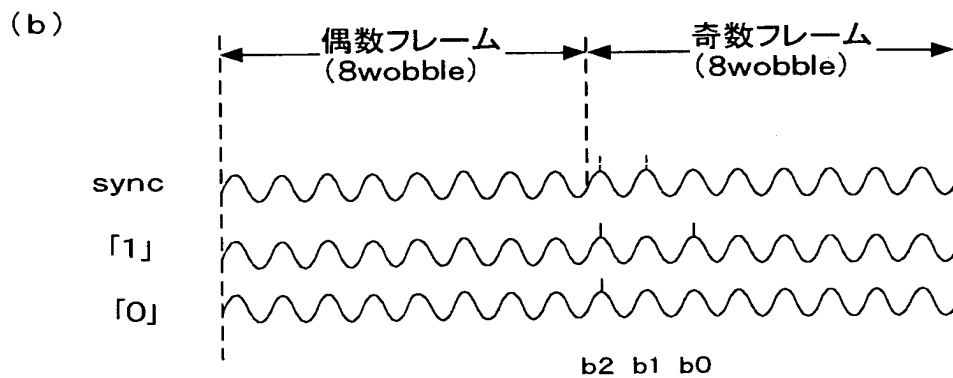 (b)
偶数フレーム 奇数フレーム
(8wobble) (8wobble)
sync
「1」
「0」
b2 b1 b0